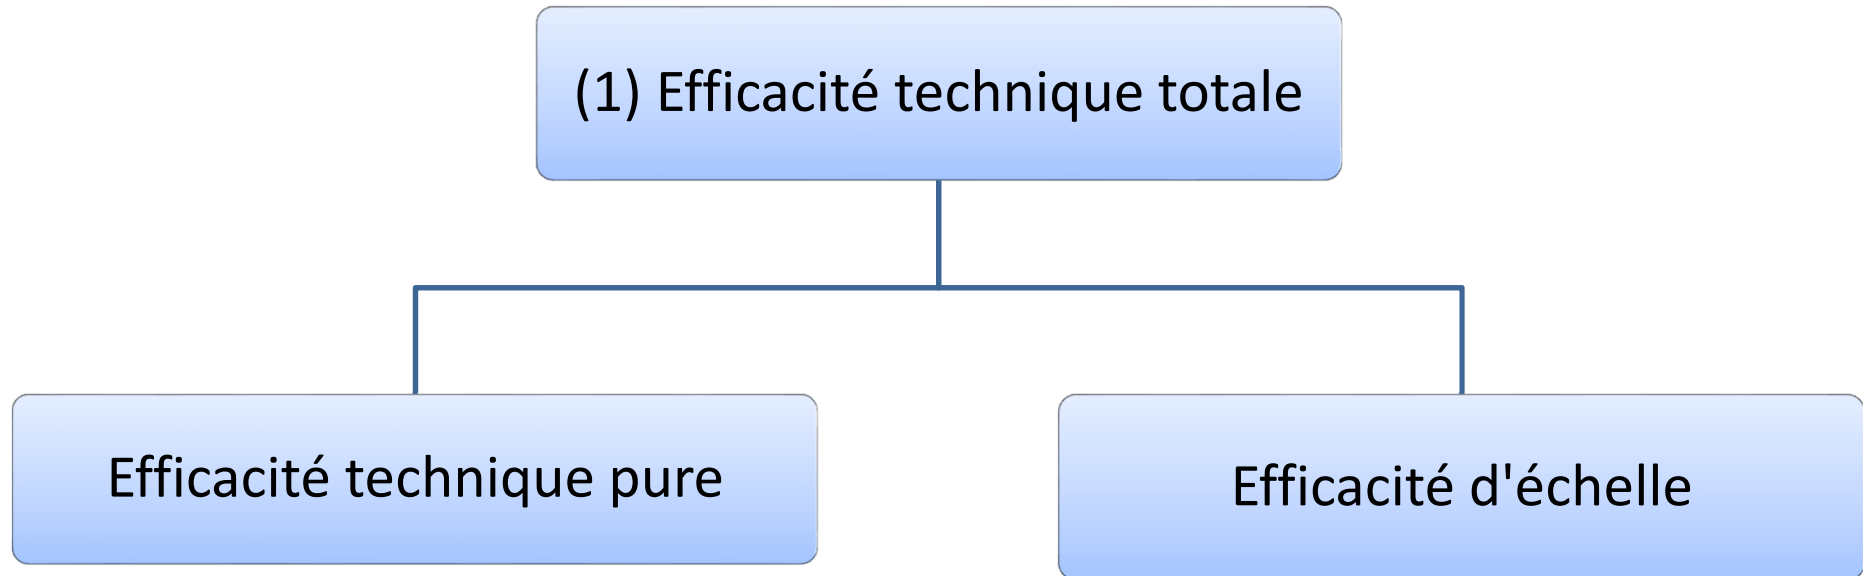 (1) Efficacité technique totale
Efficacité technique pure
Efficacité d'échelle